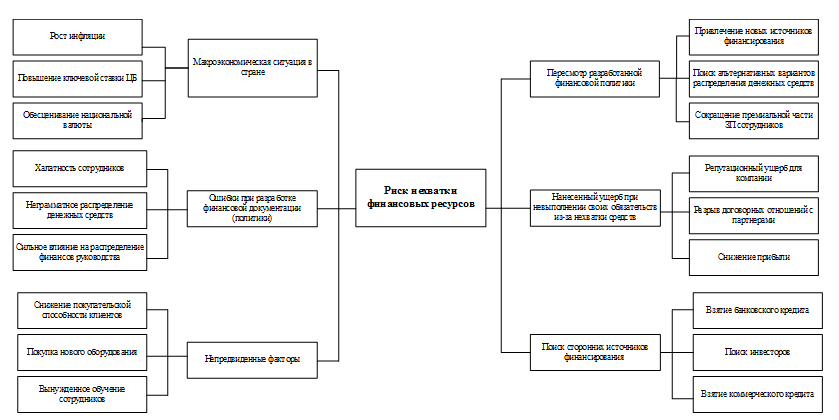 Рост инфляции
Повышение ключевой ставки ЦБ
Обесценивание национальной
валюты
Макроэкономическая ситуация в
стране
Халатность сотрудников
Неграмматное распределение
денежных средств
Сильное влияние на распределение
финансов руководства
Ошибки при разработке
финансовой документации
(политики)
Снижение покупательской
способности клиентов
Покупка нового оборудования
Вынужденное обучение
сотрудников
Непредвиденные факторы
Риск нехватки
финансовых ресурсов
Пересмотр разработанной
финансовой политики
Привлечение новых источников
финансирования
Поиск альтернативных вариантов
распределения денежных средств
Сокращение премиальной части
ЗП сотрудников
Нанесенный ущерб при
невыполнении своих обязательств
из-за нехватки средств
Репутационный ущерб для
компании
Разрыв договорных отношений с
партнерами
Снижение прибыли
Поиск сторонних источников
финансирования
Взятие банковского кредита
Поиск инвесторов
Взятие коммерческого кредита